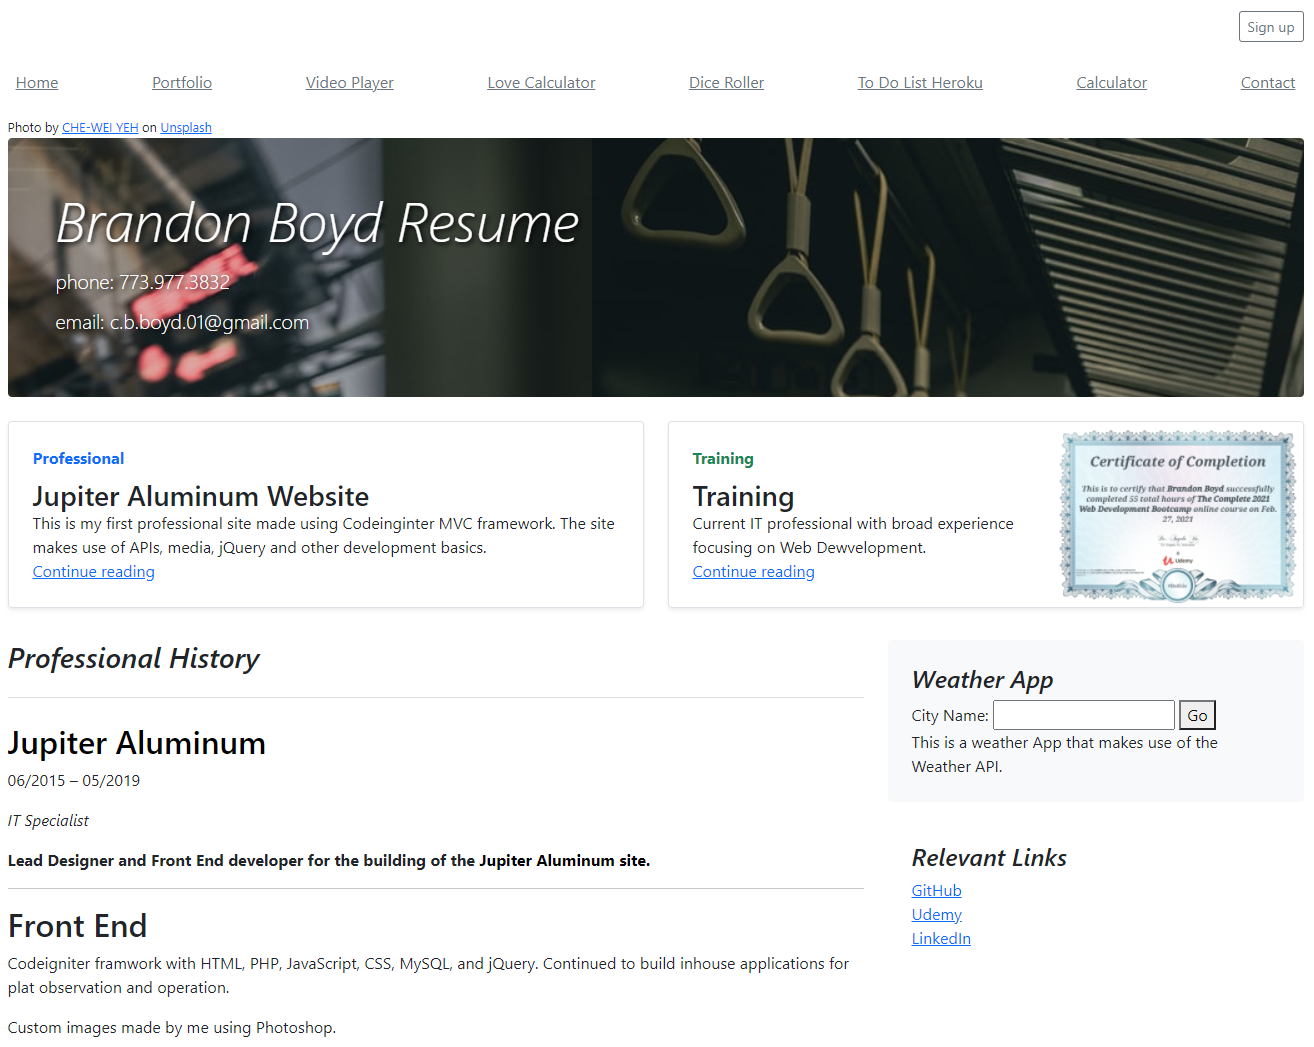 Sign up
Home Portfolio Video Player Love Calculator Dice Roller To Do List Heroku Calculator Contact
Photo by CHE-WEI YEH on Unsplash
Brandon Boyd Resume
phone: 773.977.3832
email: c.b.boyd.01@gmail.com
Professional
Jupiter Aluminum Website
This is my first professional site made using Codeinginter MVC framework. The site
makes use of APIs, media, jQuery and other development basics.
Continue reading
Training
Training
Current IT professional with broad experience
focusing on Web Dewvelopment.
Continue reading
Certificate of Completion
This is to certify that Brandon Boyd successfully
completed 55 total hours of The Complete 2021
Web Development Bootcamp online course on Feb.
27, 2021
Udemy
Professional History
Jupiter Aluminum
06/2015 – 05/2019
IT Specialist
Lead Designer and Front End developer for the building of the Jupiter Aluminum site.
Front End
Codeigniter framwork with HTML, PHP, JavaScript, CSS, MySQL, and jQuery. Continued to build inhouse applications for
plat observation and operation.
Custom images made by me using Photoshop.
Weather App
City Name: Go
This is a weather App that makes use of the
Weather API.
Relevant Links
GitHub
Udemy
LinkedIn